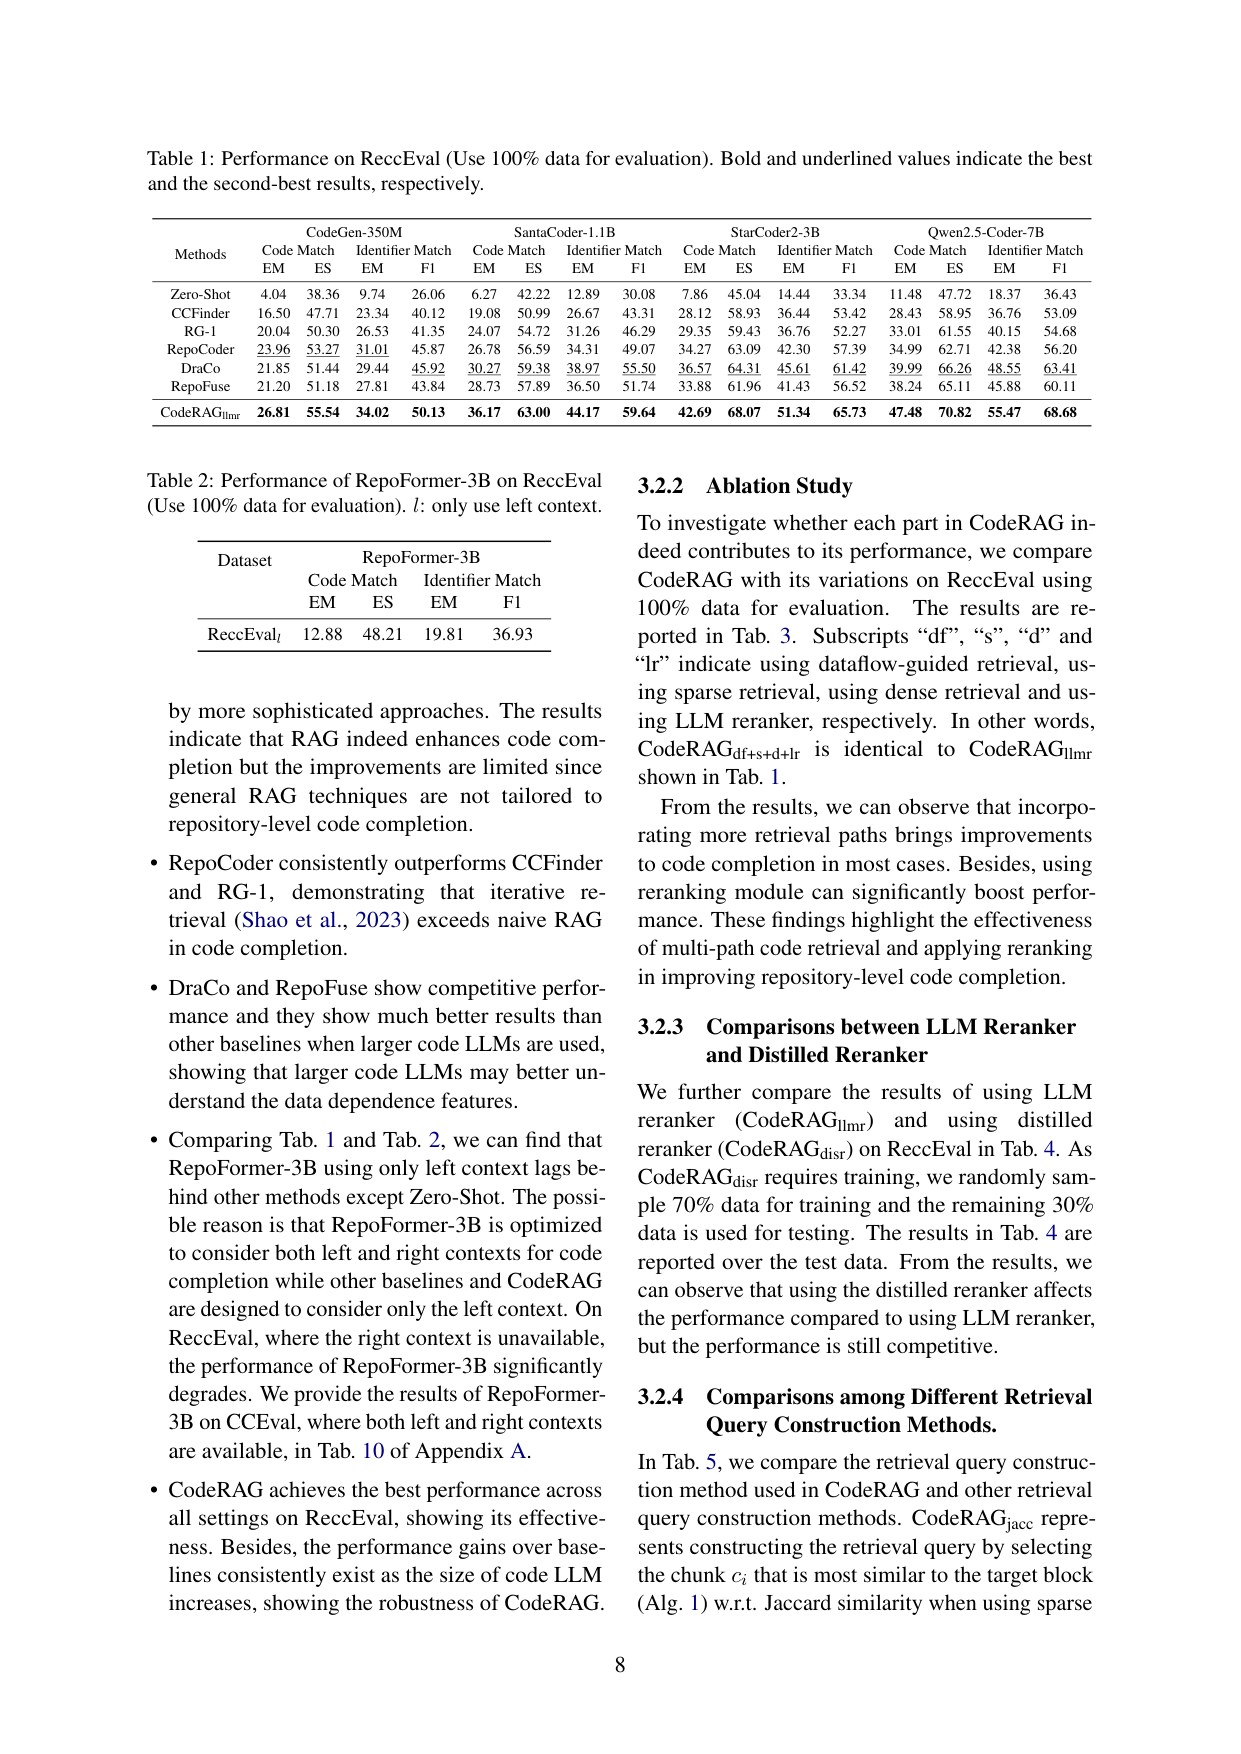 Table 1: Performance on ReccEval (Use 100% data for evaluation). Bold and underlined values indicate the best
and the second-best results, respectively.
CodeGen-350M SantaCoder-1.1B StarCoder2-3B Qwen2.5-Coder-7B
Methods Code Match Identifier Match Code Match Identifier Match Code Match Identifier Match Code Match Identifier Match
EM ES EM F1 EM ES EM F1 EM ES EM F1 EM ES EM F1
Zero-Shot 4.04 38.36 9.74 26.06 6.27 42.22 12.89 30.08 7.86 45.04 14.44 33.34 11.48 47.72 18.37 36.43
CCFinder 16.50 47.71 23.34 40.12 19.08 50.99 26.67 43.31 28.12 58.93 36.44 53.42 28.43 58.95 36.76 53.09
RG-1 20.04 50.30 26.53 41.35 24.07 54.72 31.26 46.29 29.35 59.43 36.76 52.27 33.01 61.55 40.15 54.68
RepoCoder 23.96 53.27 31.01 45.87 26.78 56.59 34.31 49.07 34.27 63.09 42.30 57.39 34.99 62.71 42.38 56.20
DraCo 21.85 51.44 29.44 45.92 30.27 59.38 38.97 55.50 36.57 64.31 45.61 61.42 39.99 66.26 48.55 63.41
RepoFuse 21.20 51.18 27.81 43.84 28.73 57.89 36.50 51.74 33.88 61.96 41.43 56.52 38.24 65.11 45.88 60.11
CodeRAGllmr 26.81 55.54 34.02 50.13 36.17 63.00 44.17 59.64 42.69 68.07 51.34 65.73 47.48 70.82 55.47 68.68
Table 2: Performance of RepoFormer-3B on ReccEval
(Use 100% data for evaluation). l: only use left context.
Dataset RepoFormer-3B
Code Match Identifier Match
EM ES EM F1
ReccEvall 12.88 48.21 19.81 36.93
by more sophisticated approaches. The results
indicate that RAG indeed enhances code com-
pletion but the improvements are limited since
general RAG techniques are not tailored to
repository-level code completion.
• RepoCoder consistently outperforms CCFinder
and RG-1, demonstrating that iterative re-
trieval (Shao et al., 2023) exceeds naive RAG
in code completion.
• DraCo and RepoFuse show competitive perfor-
mance and they show much better results than
other baselines when larger code LLMs are used,
showing that larger code LLMs may better un-
derstand the data dependence features.
• Comparing Tab. 1 and Tab. 2, we can find that
RepoFormer-3B using only left context lags be-
hind other methods except Zero-Shot. The possi-
ble reason is that RepoFormer-3B is optimized
to consider both left and right contexts for code
completion while other baselines and CodeRAG
are designed to consider only the left context. On
ReccEval, where the right context is unavailable,
the performance of RepoFormer-3B significantly
degrades. We provide the results of RepoFormer-
3B on CCEval, where both left and right contexts
are available, in Tab. 10 of Appendix A.
• CodeRAG achieves the best performance across
all settings on ReccEval, showing its effective-
ness. Besides, the performance gains over base-
lines consistently exist as the size of code LLM
increases, showing the robustness of CodeRAG.
3.2.2 Ablation Study
To investigate whether each part in CodeRAG in-
deed contributes to its performance, we compare
CodeRAG with its variations on ReccEval using
100% data for evaluation. The results are re-
ported in Tab. 3. Subscripts “df”, “s”, “d” and
“lr” indicate using dataflow-guided retrieval, us-
ing sparse retrieval, using dense retrieval and us-
ing LLM reranker, respectively. In other words,
CodeRAGdf+s+d+lr is identical to CodeRAGllmr
shown in Tab. 1.
From the results, we can observe that incorpo-
rating more retrieval paths brings improvements
to code completion in most cases. Besides, using
reranking module can significantly boost perfor-
mance. These findings highlight the effectiveness
of multi-path code retrieval and applying reranking
in improving repository-level code completion.
3.2.3 Comparisons between LLM Reranker
and Distilled Reranker
We further compare the results of using LLM
reranker (CodeRAGllmr) and using distilled
reranker (CodeRAGdisr) on ReccEval in Tab. 4. As
CodeRAGdisr requires training, we randomly sam-
ple 70% data for training and the remaining 30%
data is used for testing. The results in Tab. 4 are
reported over the test data. From the results, we
can observe that using the distilled reranker affects
the performance compared to using LLM reranker,
but the performance is still competitive.
3.2.4 Comparisons among Different Retrieval
Query Construction Methods.
In Tab. 5, we compare the retrieval query construc-
tion method used in CodeRAG and other retrieval
query construction methods. CodeRAGjacc repre-
sents constructing the retrieval query by selecting
the chunk ci that is most similar to the target block
(Alg. 1) w.r.t. Jaccard similarity when using sparse
8